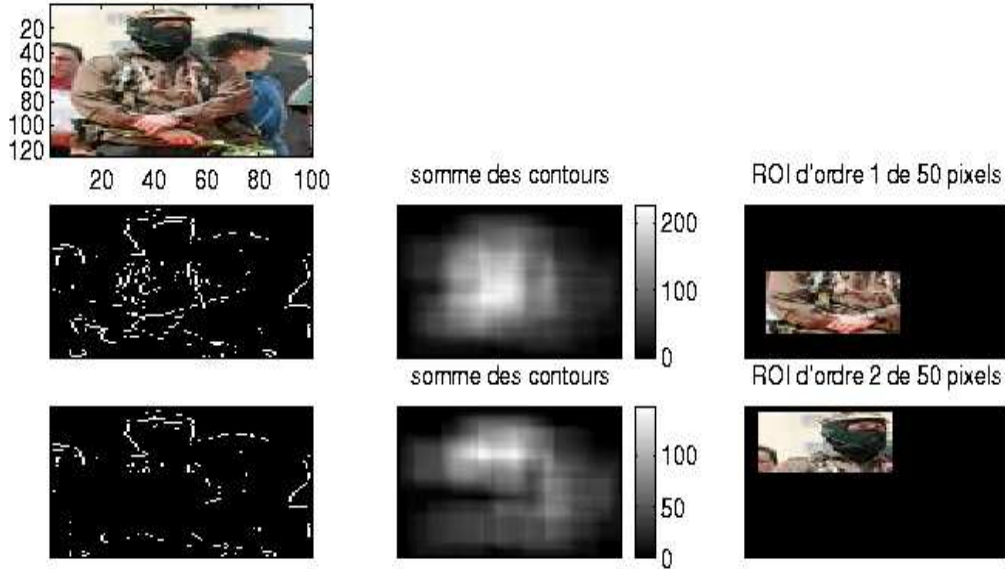 20
40
60
80
100
120
20 40 60 80 100
somme des contours
ROI d'ordre 1 de 50 pixels
200
100
0
somme des contours
ROI d'ordre 2 de 50 pixels
100
50
0